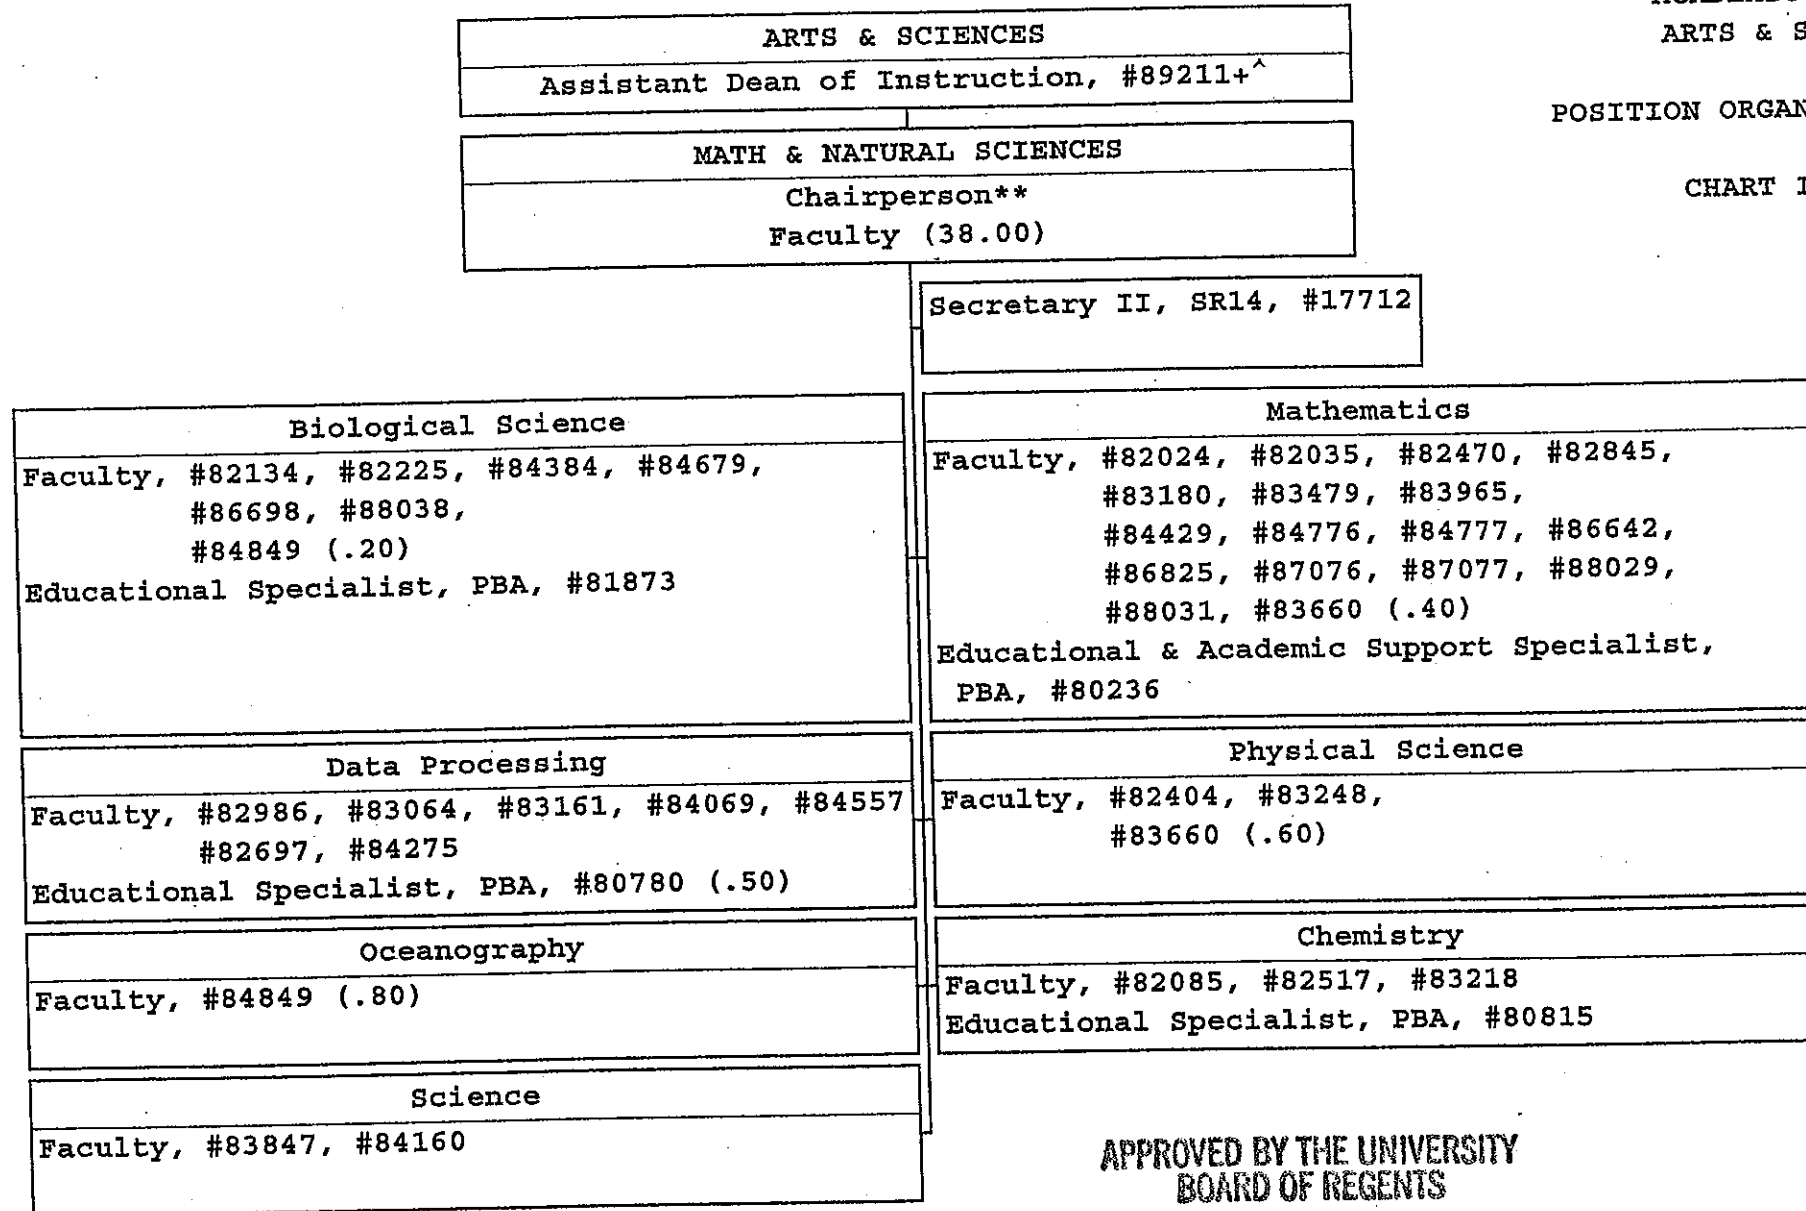 ARTS & S
POSITION ORGAN
CHART I
ARTS & SCIENCES
Assistant Dean of Instruction, #89211+^
MATH & NATURAL SCIENCES
Chairperson**
Faculty (38.00)
Secretary II, SR14, #17712
Biological Science
Faculty, #82134, #82225, #84384, #84679,
#86698, #88038,
#84849 (.20)
Educational Specialist, PBA, #81873
Mathematics
Faculty, #82024, #82035, #82470, #82845,
#83180, #83479, #83965,
#84429, #84776, #84777, #86642,
#86825, #87076, #87077, #88029,
#88031, #83660 (.40)
Educational & Academic Support Specialist,
PBA, #80236
Data Processing
Faculty, #82986, #83064, #83161, #84069, #84557
#82697, #84275
Educational Specialist, PBA, #80780 (.50)
Physical Science
Faculty, #82404, #83248,
#83660 (.60)
Oceanography
Faculty, #84849 (.80)
Chemistry
Faculty, #82085, #82517, #83218
Educational Specialist, PBA, #80815
Science
Faculty, #83847, #84160
APPROVED BY THE UNIVERSITY
BOARD OF REGENTS